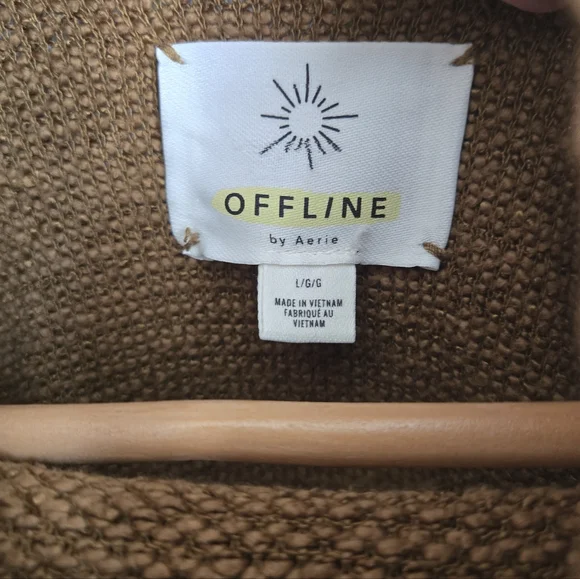 OFFLINE
by Aerie
L/G/G
MADE IN VIETNAM
FABRIQUÉ AU
VIETNAM